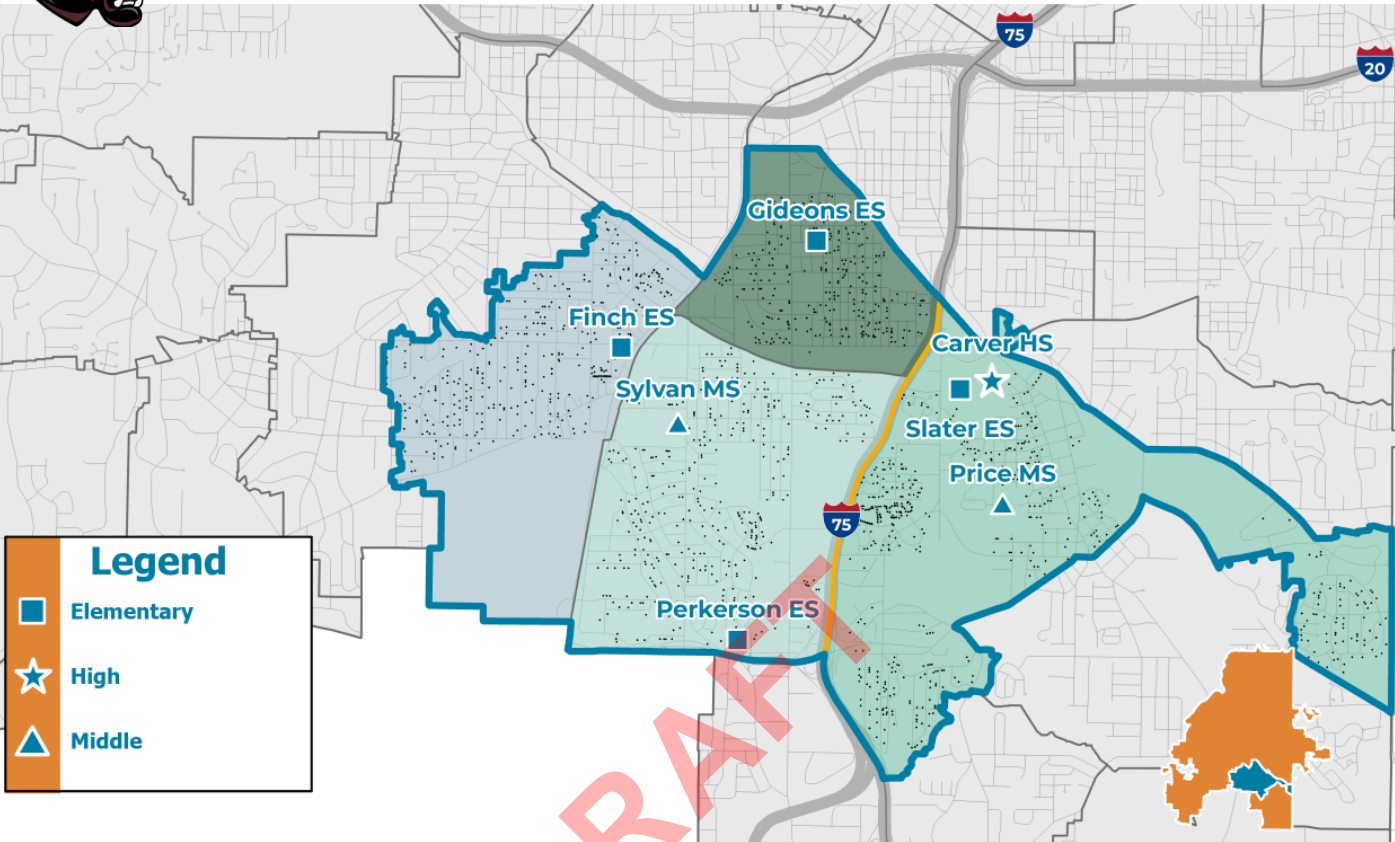 75
20
Gideons ES
Finch ES
Carver HS
Sylvan MS
Slater ES
Price MS
75
Perkerson ES
Legend
Elementary
High
Middle
RAFT